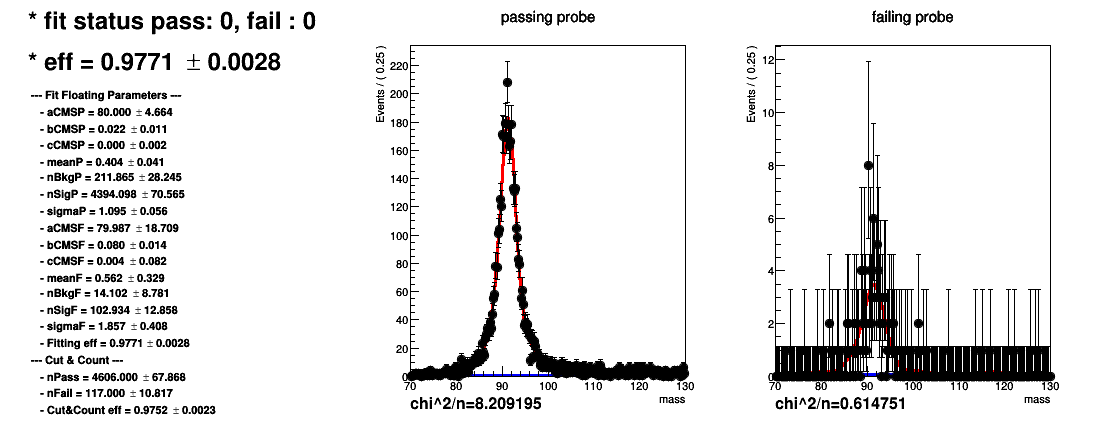 * fit status pass: 0, fail : 0
* eff = 0.9771 ± 0.0028
--- Fit Floating Parameters ---
- aCMSP = 80.000 ± 4.664
- bCMSP = 0.022 ± 0.011
- cCMSP = 0.000 ± 0.002
- meanP = 0.404 ± 0.041
- nBkgP = 211.865 ± 28.245
- nSigP = 4394.098 ± 70.565
- sigmaP = 1.095 ± 0.056
- aCMSF = 79.987 ± 18.709
- bCMSF = 0.080 ± 0.014
- cCMSF = 0.004 ± 0.082
- meanF = 0.562 ± 0.329
- nBkgF = 14.102 ± 8.781
- nSigF = 102.934 ± 12.858
- sigmaF = 1.857 ± 0.408
- Fitting eff = 0.9771 ± 0.0028
--- Cut & Count ---
- nPass = 4606.000 ± 67.868
- nFail = 117.000 ± 10.817
- Cut&Count eff = 0.9752 ± 0.0023
passing probe
Events / ( 0.25 )
220
200
180
160
140
120
100
80
60
40
20
0
70 80 90 100 110 120 130
mass
chi^2/n=8.209195
failing probe
Events / ( 0.25 )
12
10
8
6
4
2
0
70 80 90 100 110 120 130
mass
chi^2/n=0.614751